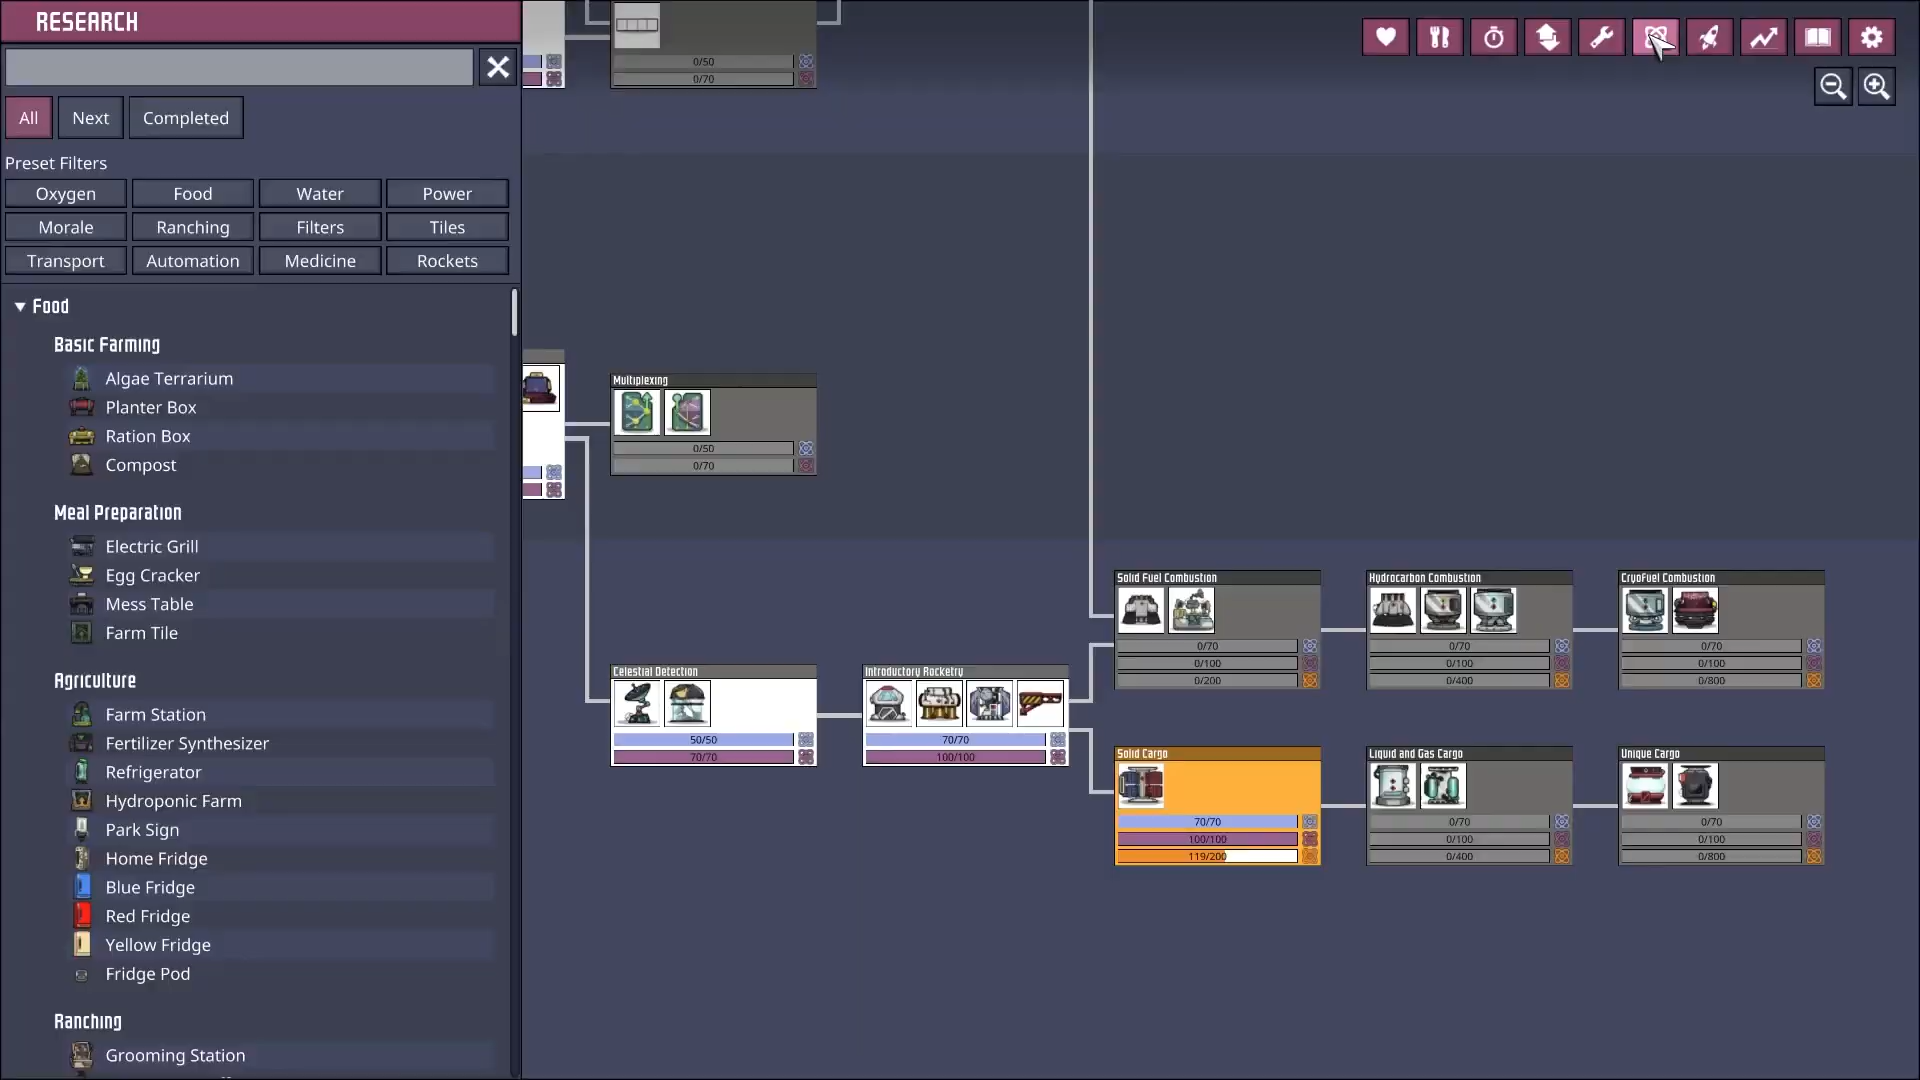 RESEARCH
All Next Completed
Preset Filters
Oxygen Food Water Power
Morale Ranching Filters Tiles
Transport Automation Medicine Rockets
Food
Basic Farming
Algae Terrarium
Planter Box
Ration Box
Compost
Meal Preparation
Electric Grill
Egg Cracker
Mess Table
Farm Tile
Agriculture
Farm Station
Fertilizer Synthesizer
Refrigerator
Hydroponic Farm
Park Sign
Home Fridge
Blue Fridge
Red Fridge
Yellow Fridge
Fridge Pod
Ranching
Grooming Station
0/50
0/70
Multiplexing
0/50
0/70
Celestial Detection
50/50
70/70
Introductory Rocketry
70/70
100/100
Solid Fuel Combustion
0/70
0/100
0/200
Hydrocarbon Combustion
0/70
0/100
0/400
CryoFuel Combustion
0/70
0/100
0/800
Solid Cargo
70/70
100/100
119/200
Liquid and Gas Cargo
0/70
0/100
0/400
Unique Cargo
0/70
0/100
0/800